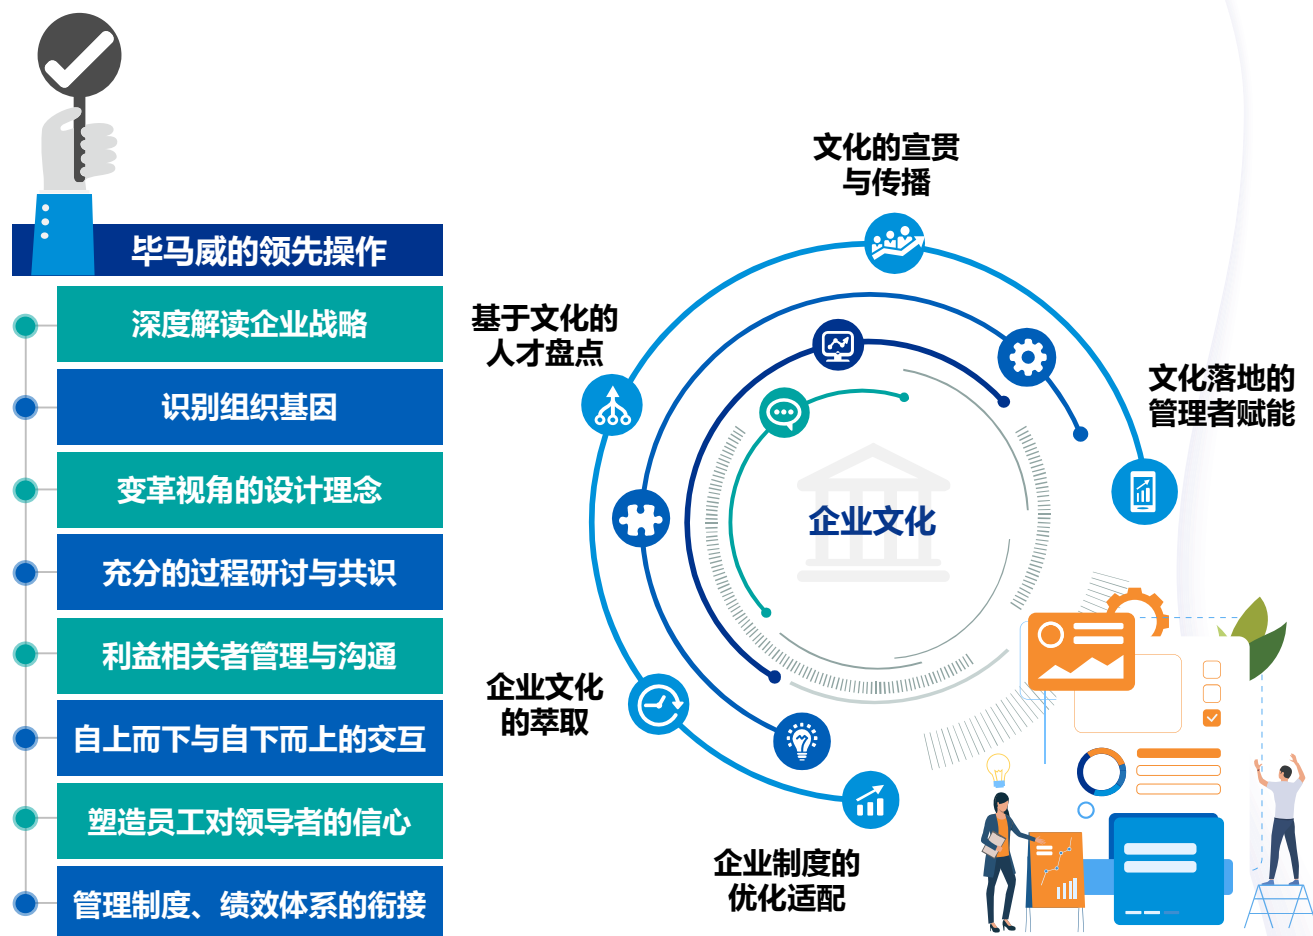 毕马威的领先操作
深度解读企业战略
识别组织基因
变革视角的设计理念
充分的过程研讨与共识
利益相关者管理与沟通
自上而下与自下而上的交互
塑造员工对领导者的信心
管理制度、绩效体系的衔接
文化的宣贯
与传播
基于文化的
人才盘点
文化落地的
管理者赋能
企业文化
企业文化
的萃取
企业制度的
优化适配